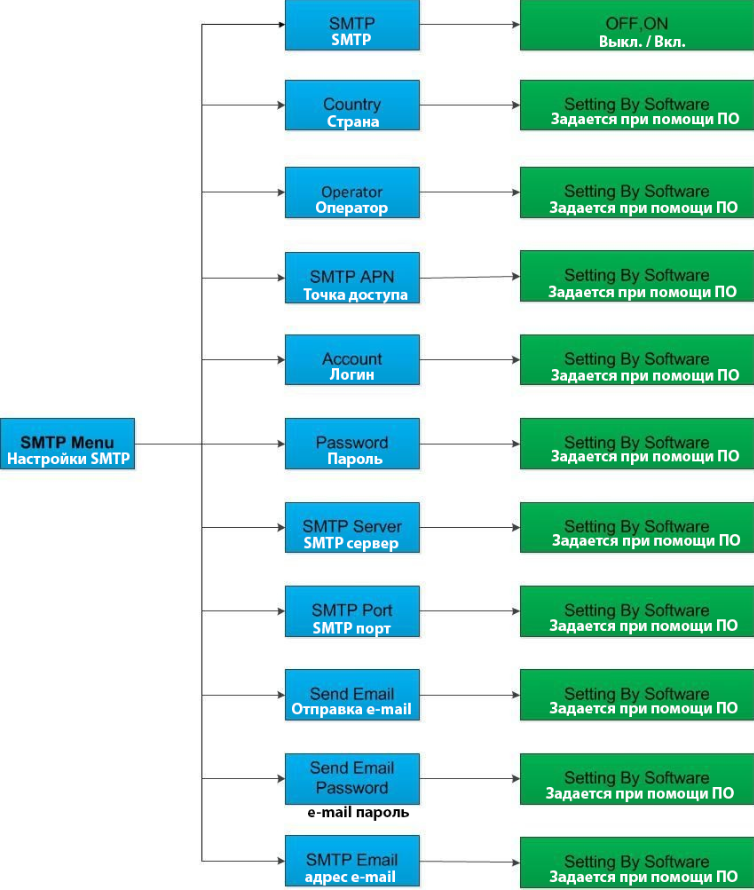 SMTP
SMTP
OFF,ON
Выкл. / Вкл.
Country
Страна
Setting By Software
Задается при помощи ПО
Operator
Оператор
Setting By Software
Задается при помощи ПО
SMTP APN
Точка доступа
Setting By Software
Задается при помощи ПО
Account
Логин
Setting By Software
Задается при помощи ПО
SMTP Menu
Настройки SMTP
Password
Пароль
Setting By Software
Задается при помощи ПО
SMTP Server
SMTP сервер
Setting By Software
Задается при помощи ПО
SMTP Port
SMTP порт
Setting By Software
Задается при помощи ПО
Send Email
Отправка e-mail
Setting By Software
Задается при помощи ПО
Send Email
Password
e-mail пароль
Setting By Software
Задается при помощи ПО
SMTP Email
адрес e-mail
Setting By Software
Задается при помощи ПО